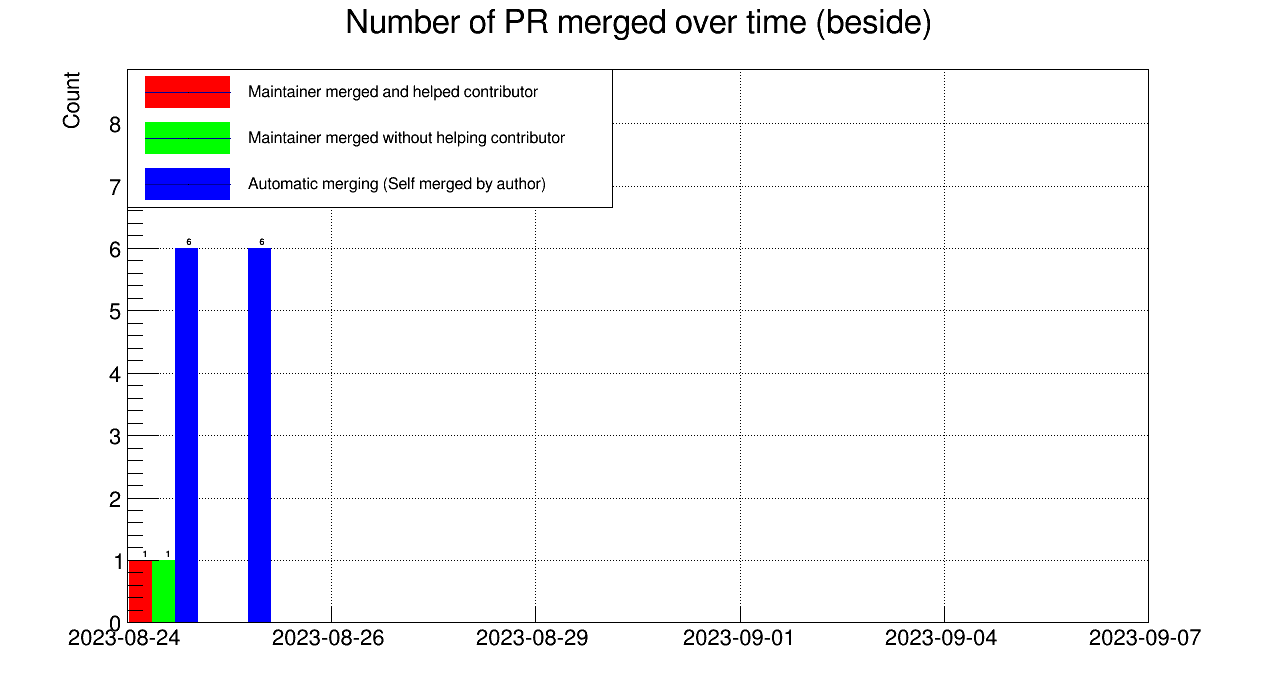 Number of PR merged over time (beside)
Count
Maintainer merged and helped contributor
Maintainer merged without helping contributor
Automatic merging (Self merged by author)
8
7
6
5
4
3
2
1
0
6 6
1 1
2023-08-24 2023-08-26 2023-08-29 2023-09-01 2023-09-04 2023-09-07